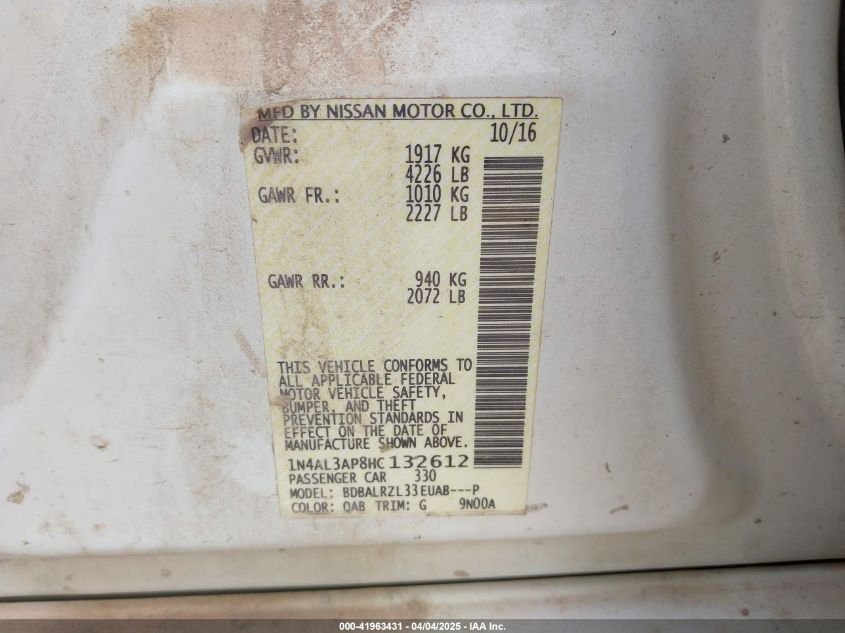 MFD BY NISSAN MOTOR CO., LTD.
DATE: 10/16
GVWR: 1917 KG
4226 LB
GAWR FR.: 1010 KG
2227 LB
GAWR RR.: 940 KG
2072 LB
THIS VEHICLE CONFORMS TO
ALL APPLICABLE FEDERAL
MOTOR VEHICLE SAFETY,
BUMPER, AND THEFT
PREVENTION STANDARDS IN
EFFECT ON THE DATE OF
MANUFACTURE SHOWN ABOVE.
1N4AL3AP8HC132612
PASSENGER CAR 330
MODEL: BDBALRZL33EUAB---P
COLOR: QAB TRIM: G 9N00A
000-41963431 - 04/04/2025 - IAA Inc.